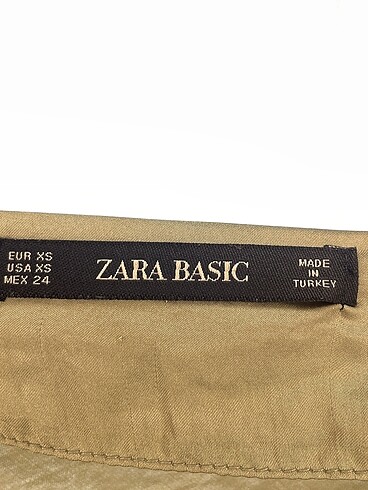 EUR XS
USA XS
MEX 24
ZARA BASIC
MADE
IN
TURKEY